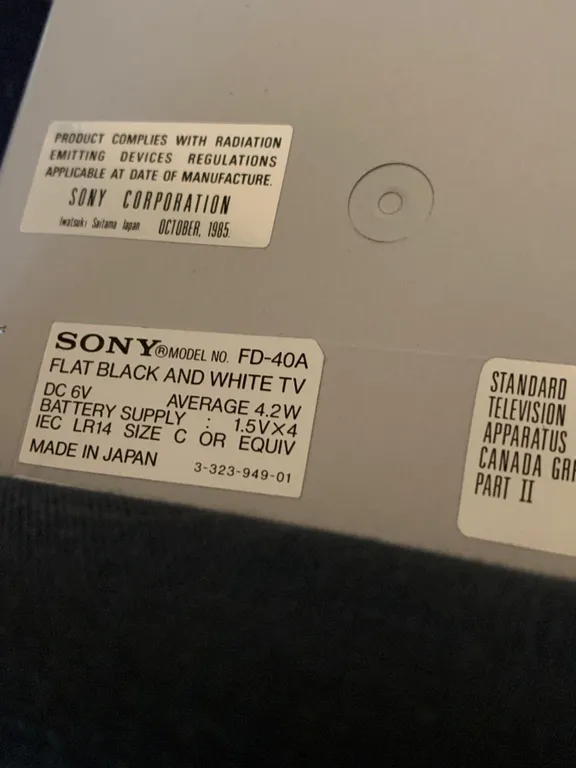 PRODUCT COMPLIES WITH RADIATION
EMITTING DEVICES REGULATIONS
APPLICABLE AT DATE OF MANUFACTURE.
SONY CORPORATION
Iwatsuki Saitama Japan OCTOBER, 1985.
SONY® MODEL NO. FD-40A
FLAT BLACK AND WHITE TV
DC 6V AVERAGE 4.2W
BATTERY SUPPLY : 1.5V×4
IEC LR14 SIZE C OR EQUIV
MADE IN JAPAN 3-323-949-01
STANDARD
TELEVISION
APPARATUS
CANADA
PART II